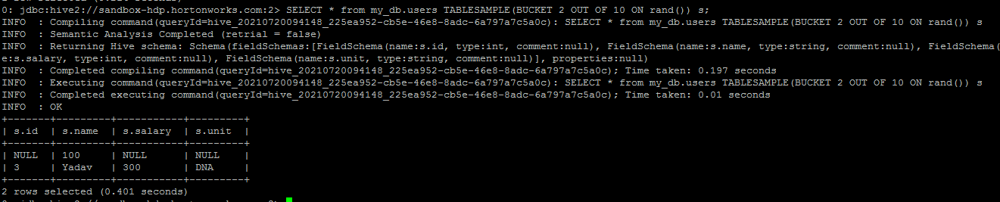 0: jdbc:hive2://sandbox-hdp.hortonworks.com:2> SELECT * from my_db.users TABLESAMPLE(BUCKET 2 OUT OF 10 ON rand()) s;
INFO  : Compiling command(queryId=hive_20210720094148_225ea952-cb5e-46e8-8adc-6a797a7c5a0c): SELECT * from my_db.users TABLESAMPLE(BUCKET 2 OUT OF 10 ON rand()) s
INFO  : Semantic Analysis Completed (retrial = false)
INFO  : Returning Hive schema: Schema(fieldSchemas:[FieldSchema(name:s.id, type:int, comment:null), FieldSchema(name:s.name, type:string, comment:null), FieldSchema(
e:s.salary, type:int, comment:null), FieldSchema(name:s.unit, type:string, comment:null)], properties:null)
INFO  : Completed compiling command(queryId=hive_20210720094148_225ea952-cb5e-46e8-8adc-6a797a7c5a0c); Time taken: 0.197 seconds
INFO  : Executing command(queryId=hive_20210720094148_225ea952-cb5e-46e8-8adc-6a797a7c5a0c): SELECT * from my_db.users TABLESAMPLE(BUCKET 2 OUT OF 10 ON rand()) s
INFO  : Completed executing command(queryId=hive_20210720094148_225ea952-cb5e-46e8-8adc-6a797a7c5a0c); Time taken: 0.01 seconds
INFO  : OK
+-------+---------+-----------+---------+
| s.id  | s.name  | s.salary  | s.unit  |
+-------+---------+-----------+---------+
| NULL  | 100     | NULL      | NULL    |
| 3     | Yadav   | 300       | DNA     |
+-------+---------+-----------+---------+
2 rows selected (0.401 seconds)